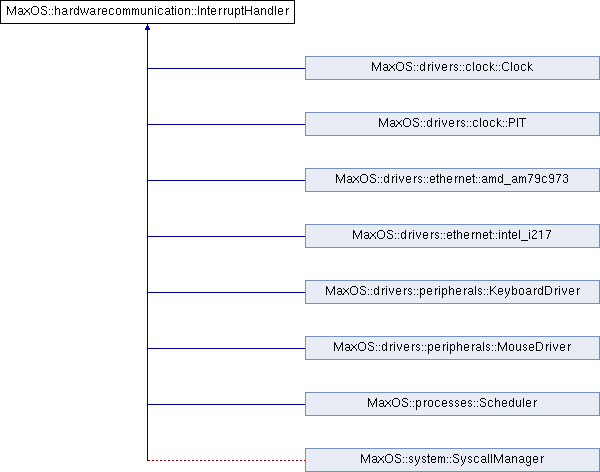 MaxOS::hardwarecommunication::InterruptHandler
MaxOS::drivers::clock::Clock
MaxOS::drivers::clock::PIT
MaxOS::drivers::ethernet::amd_am79c973
MaxOS::drivers::ethernet::intel_i217
MaxOS::drivers::peripherals::KeyboardDriver
MaxOS::drivers::peripherals::MouseDriver
MaxOS::processes::Scheduler
MaxOS::system::SyscallManager